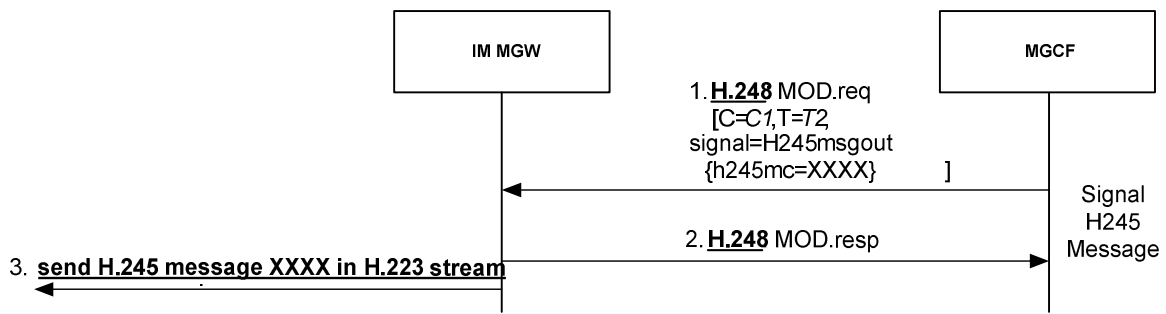 IM MGW
MGCF
1. H.248 MOD.req
[C=C1,T=T2,
signal=H245msgout
{h245mc=XXXX} ]
Signal
H245
Message
2. H.248 MOD.resp
3. send H.245 message XXXX in H.223 stream